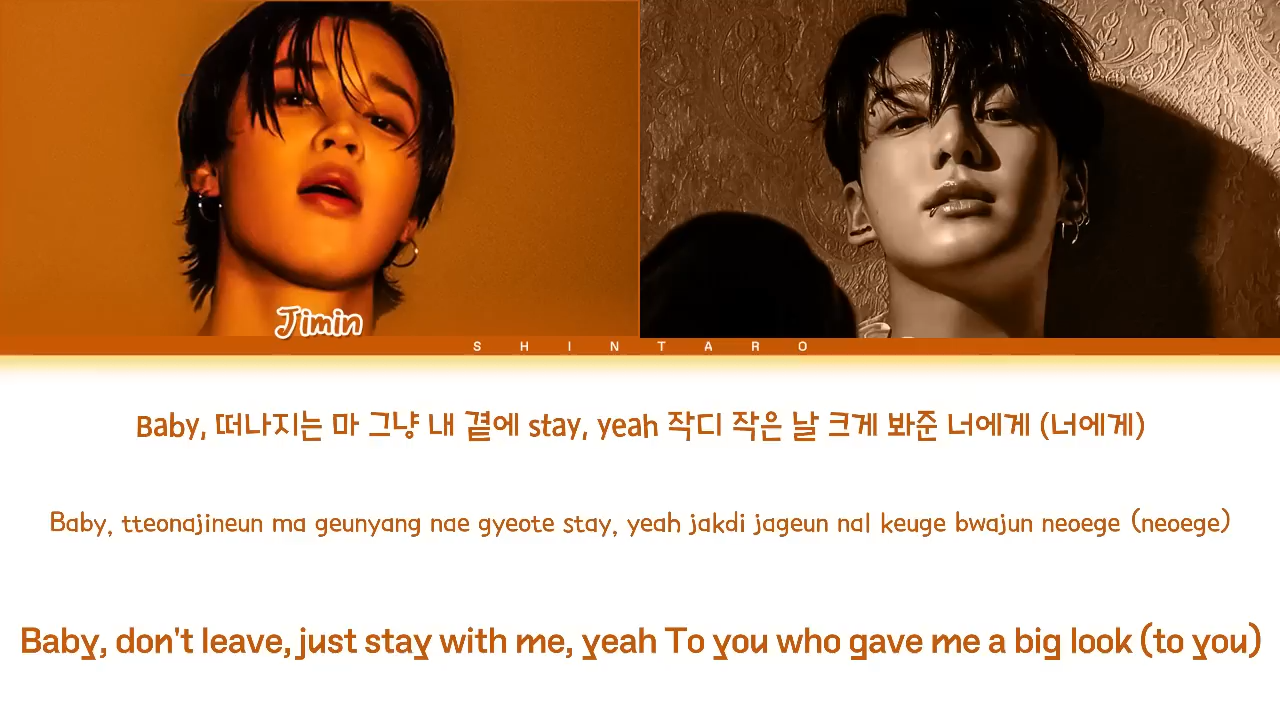 Jimin
SHINTARO
Baby, 떠나지는 마 그냥 내 곁에 stay, yeah 작디 작은 날 크게 봐준 너에게 (너에게)
Baby, tteonajineun ma geunyang nae gyeote stay, yeah jakdi jageun nal keuge bwajun neoege (neoege)
Baby, don't leave, just stay with me, yeah To you who gave me a big look (to you)